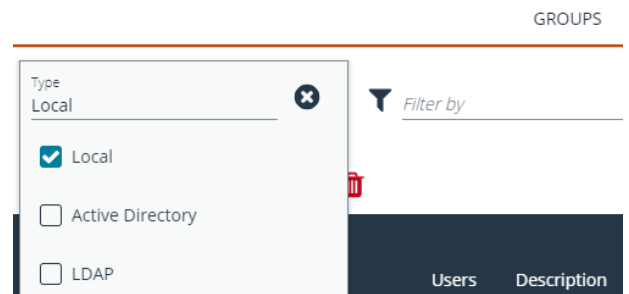 GROUPS
Type
Local
Filter by
Local
Active Directory
LDAP
Users Description